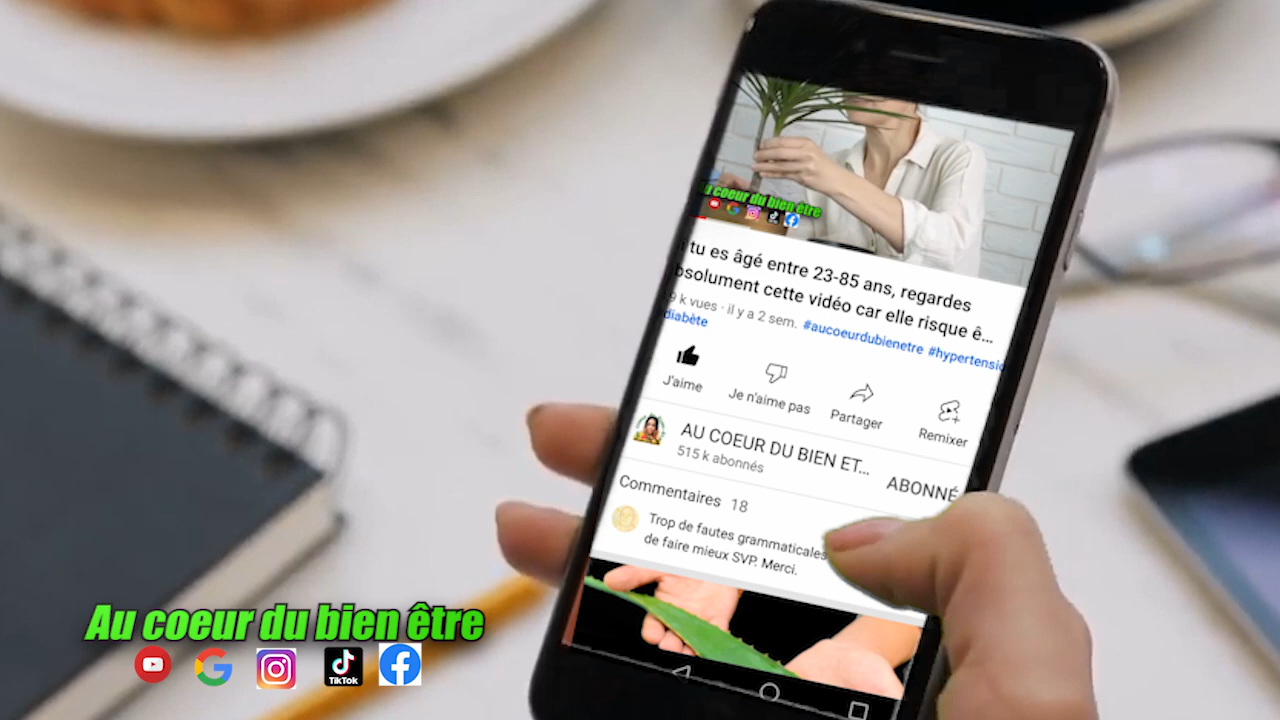 Au coeur du bien être
tu es âgé entre 23-85 ans, regardes
bsolument cette vidéo car elle risque ê...
9 k vues · il y a 2 sem. #aucoeurdubienetre #hypertensio
diabète
J'aime
Je n'aime pas
Partager
Remixer
AU COEUR DU BIEN ET...
515 k abonnés
ABONNÉ
Commentaires 18
Trop de fautes grammaticales
de faire mieux SVP. Merci.
Au coeur du bien être
TikTok